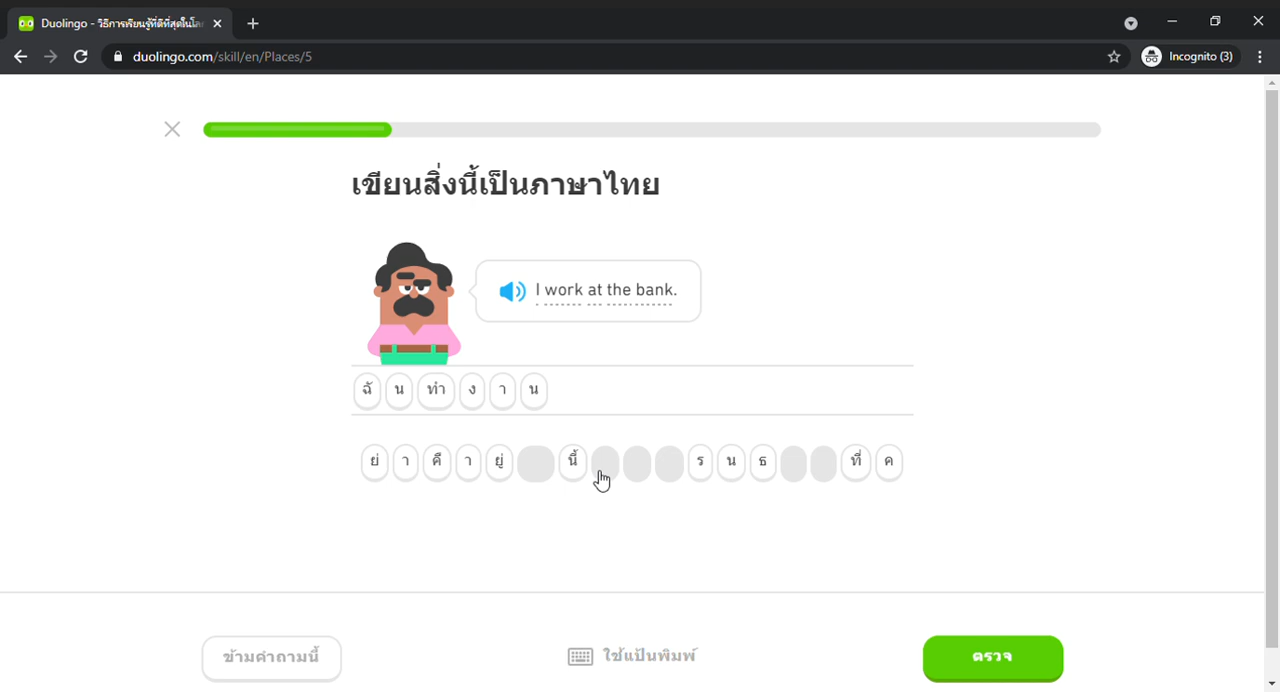 Duolingo - วิธีการเรียนรู้ที่ดีที่สุดในโล
duolingo.com/skill/en/Places/5
Incognito (3)
เขียนสิ่งนี้เป็นภาษาไทย
I work at the bank.
ฉั น ทำ ง า น
ย่ า คื า ยู่ นี้ ร น ธ ที่ ค
ข้ามคำถามนี้
ใช้แป้นพิมพ์
ตรวจ